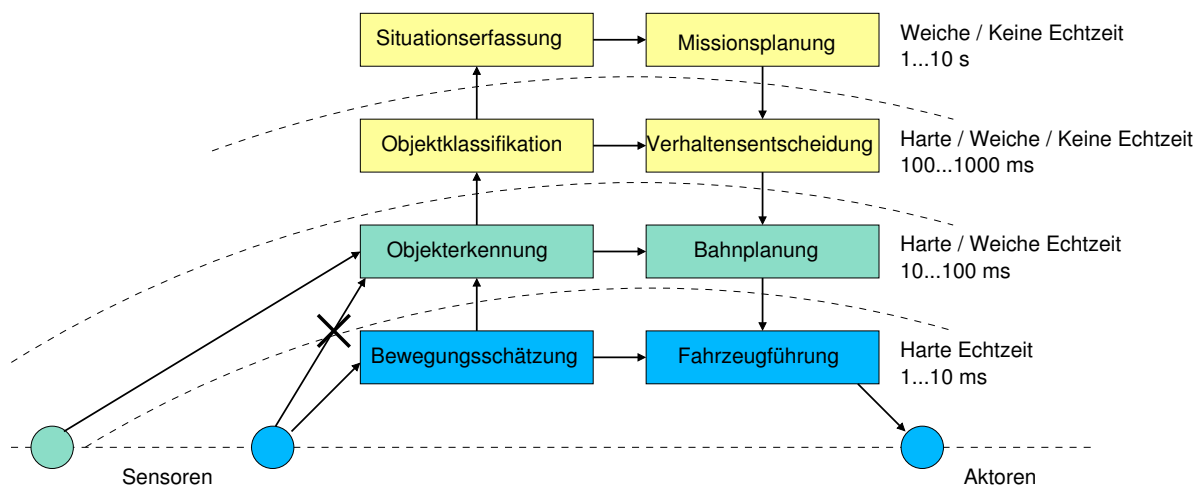 Situationserfassung
Missionsplanung
Weiche / Keine Echtzeit
1...10 s
Objektklassifikation
Verhaltensentscheidung
Harte / Weiche / Keine Echtzeit
100...1000 ms
Objekterkennung
Bahnplanung
Harte / Weiche Echtzeit
10...100 ms
Bewegungsschätzung
Fahrzeugführung
Harte Echtzeit
1...10 ms
Sensoren
Aktoren